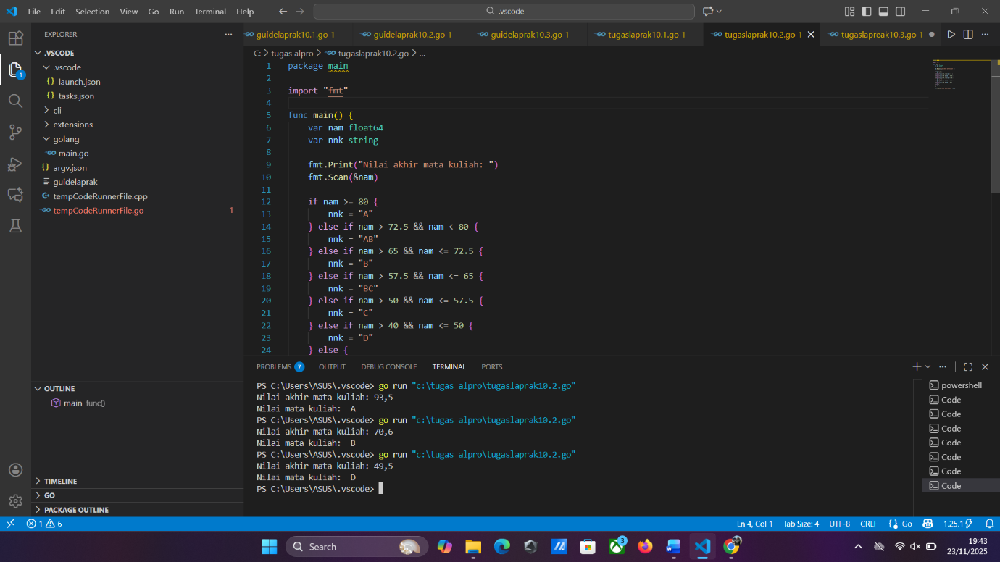 File Edit Selection View Go Run Terminal Help
.vscode
EXPLORER
.VSCODE
.vscode
launch.json
tasks.json
cli
extensions
golang
main.go
argv.json
guidelaprak
tempCodeRunnerFile.cpp
tempCodeRunnerFile.go 1
OUTLINE
main func()
TIMELINE
GO
PACKAGE OUTLINE
guidelaprak10.1.go 1
guidelaprak10.2.go 1
guidelaprak10.3.go 1
tugaslaprak10.1.go 1
tugaslaprak10.2.go 1
tugaslapreak10.3.go 1
C: > tugas alpro > tugaslaprak10.2.go > ...
1 package main
2
3 import "fmt"
4
5 func main() {
6 var nam float64
7 var nnk string
8
9 fmt.Print("Nilai akhir mata kuliah: ")
10 fmt.Scan(&nam)
11
12 if nam >= 80 {
13 nnk = "A"
14 } else if nam > 72.5 && nam < 80 {
15 nnk = "AB"
16 } else if nam > 65 && nam <= 72.5 {
17 nnk = "B"
18 } else if nam > 57.5 && nam <= 65 {
19 nnk = "BC"
20 } else if nam > 50 && nam <= 57.5 {
21 nnk = "C"
22 } else if nam > 40 && nam <= 50 {
23 nnk = "D"
24 } else {
PROBLEMS 7 OUTPUT DEBUG CONSOLE TERMINAL PORTS
PS C:\Users\ASUS\.vscode> go run "c:\tugas alpro\tugaslaprak10.2.go"
Nilai akhir mata kuliah: 93,5
Nilai mata kuliah:  A
PS C:\Users\ASUS\.vscode> go run "c:\tugas alpro\tugaslaprak10.2.go"
Nilai akhir mata kuliah: 70,6
Nilai mata kuliah:  B
PS C:\Users\ASUS\.vscode> go run "c:\tugas alpro\tugaslaprak10.2.go"
Nilai akhir mata kuliah: 49,5
Nilai mata kuliah:  D
PS C:\Users\ASUS\.vscode>
powershell
Code
Code
Code
Code
Code
Code
Code
1 6
Ln 4, Col 1 Tab Size: 4 UTF-8 CRLF Go 1.25.1
Search
3
19:43
23/11/2025